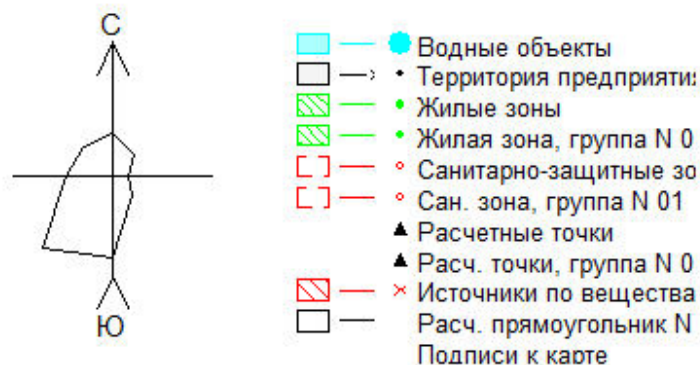 С
Водные объекты
Территория предприятия
Жилые зоны
Жилая зона, группа N 0
Санитарно-защитные зо
Сан. зона, группа N 01
Расчетные точки
Расч. точки, группа N 0
Источники по вещества
Расч. прямоугольник N
Подписи к карте
Ю